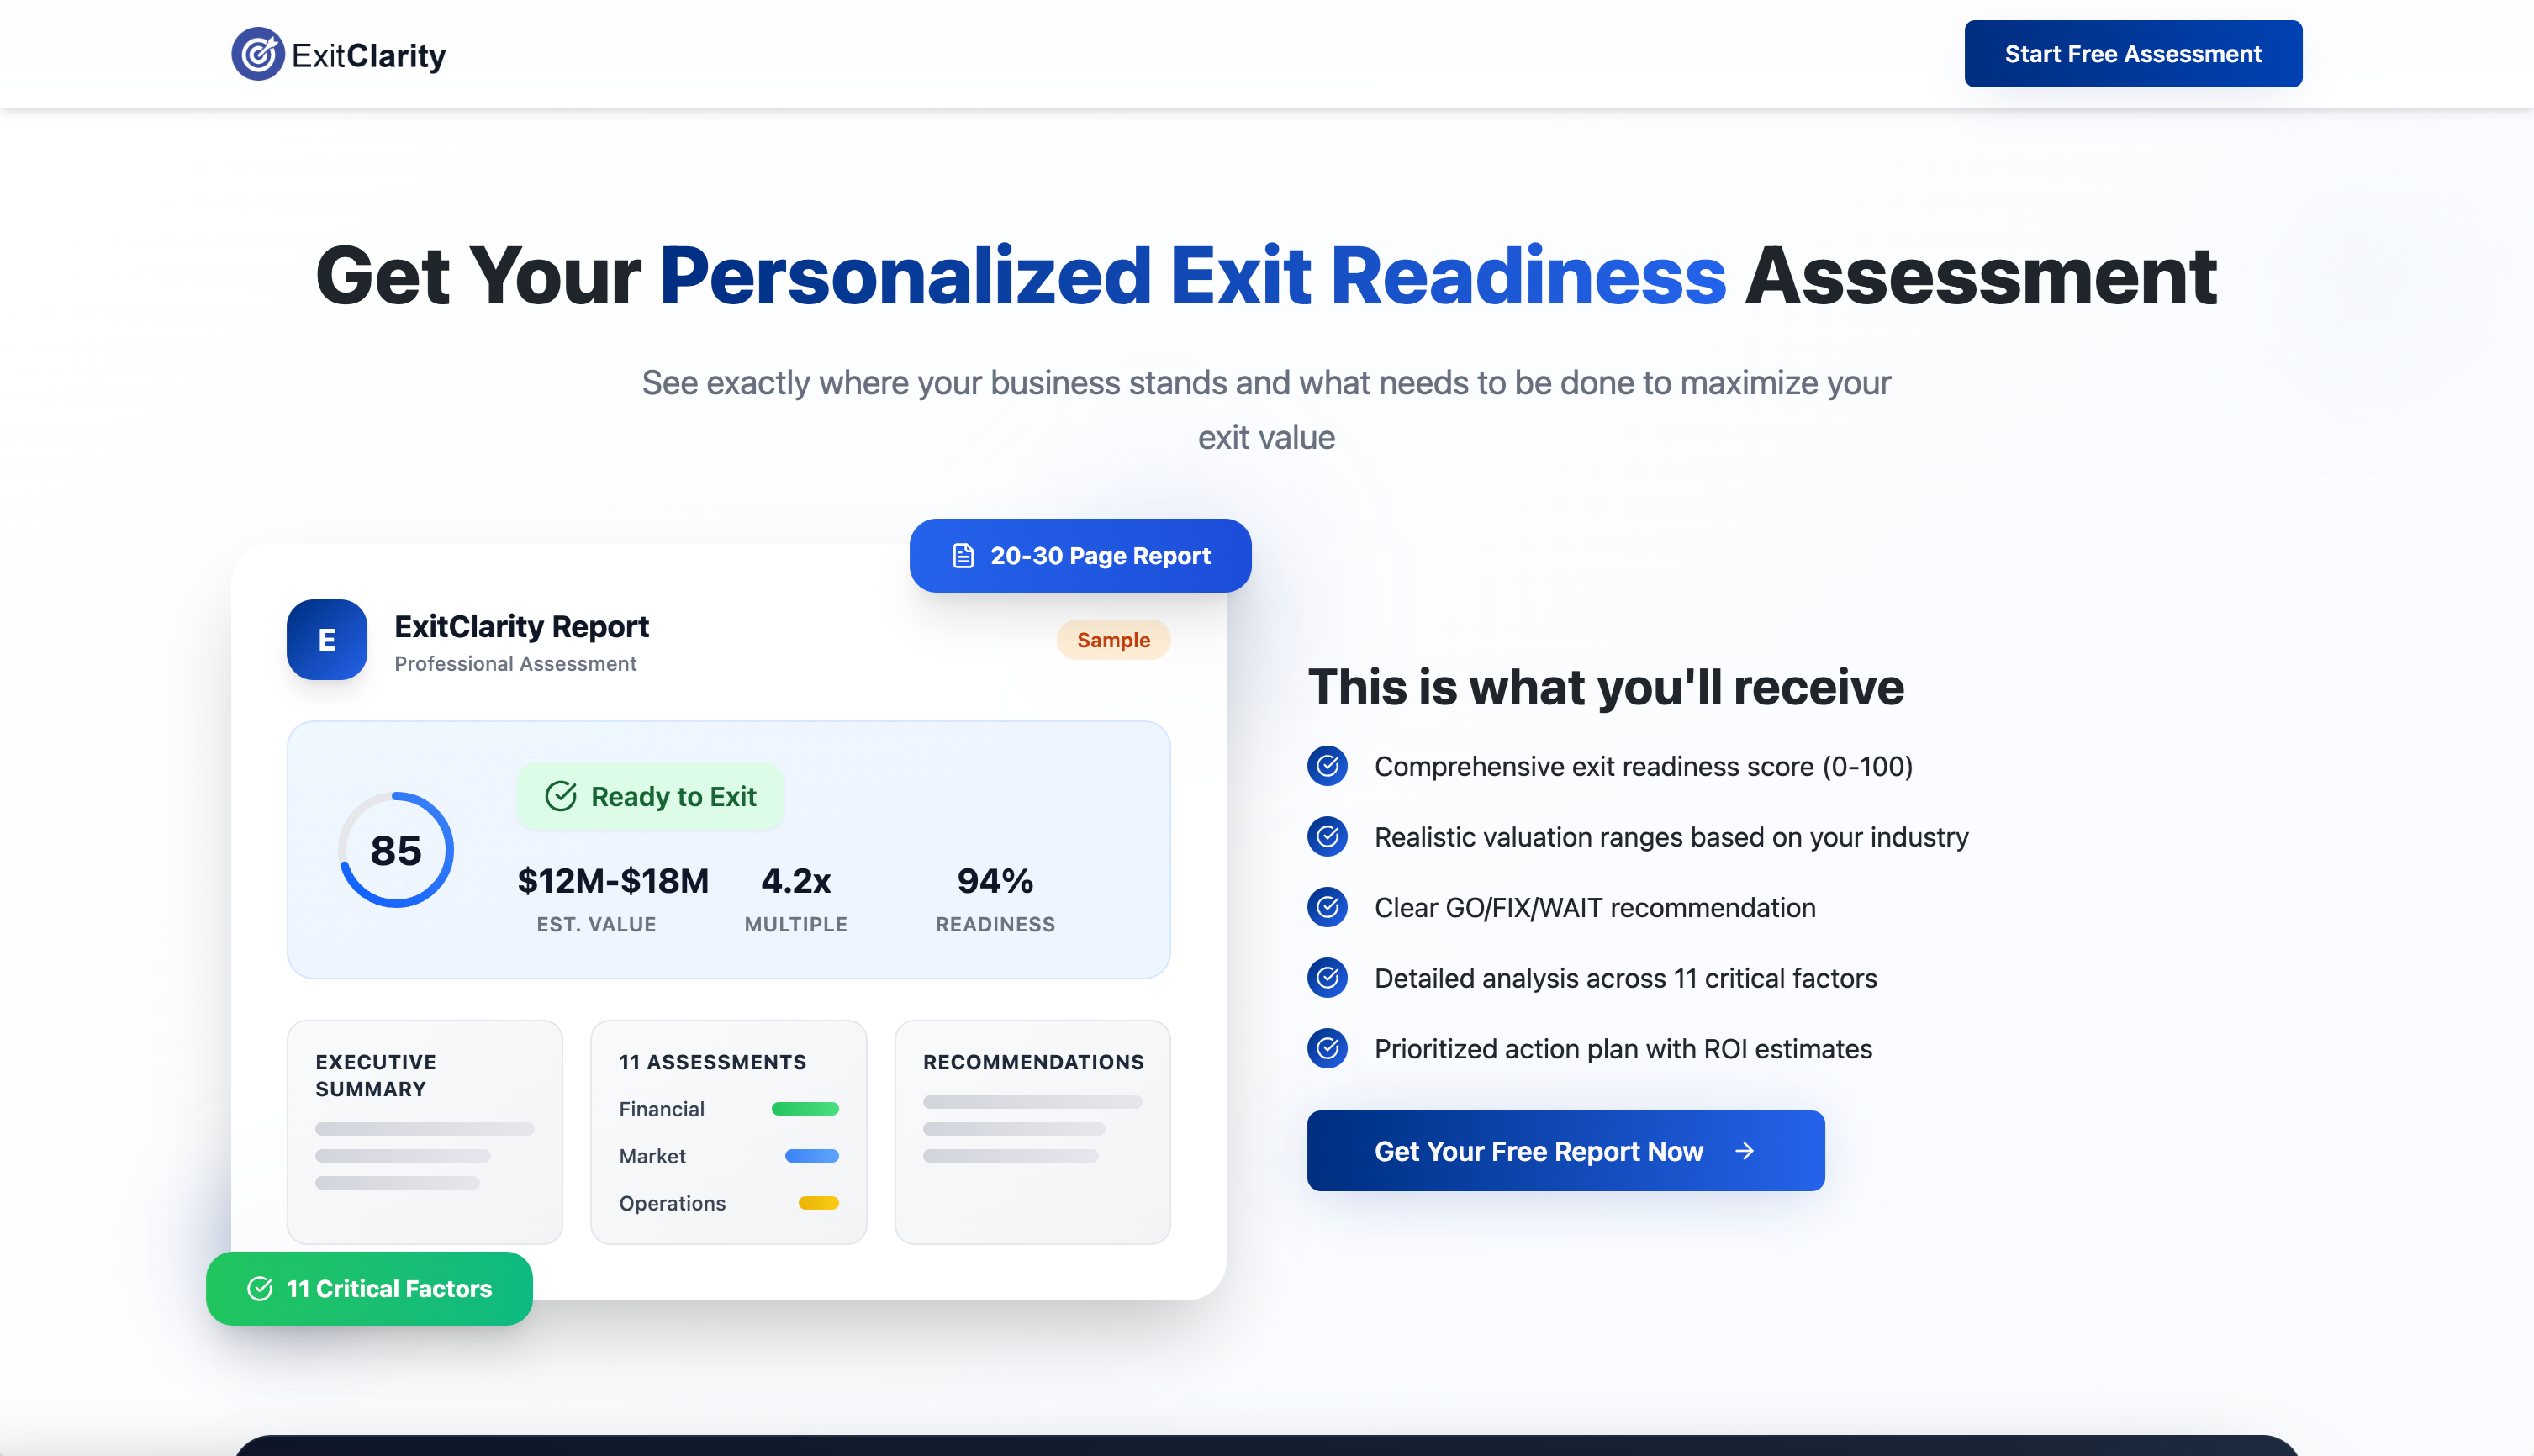 ExitClarity
Start Free Assessment
Get Your Personalized Exit Readiness Assessment
See exactly where your business stands and what needs to be done to maximize your
exit value
20-30 Page Report
E
ExitClarity Report
Professional Assessment
Sample
85
Ready to Exit
$12M-$18M
EST. VALUE
4.2x
MULTIPLE
94%
READINESS
EXECUTIVE
SUMMARY
11 ASSESSMENTS
Financial
Market
Operations
RECOMMENDATIONS
11 Critical Factors
This is what you'll receive
Comprehensive exit readiness score (0-100)
Realistic valuation ranges based on your industry
Clear GO/FIX/WAIT recommendation
Detailed analysis across 11 critical factors
Prioritized action plan with ROI estimates
Get Your Free Report Now